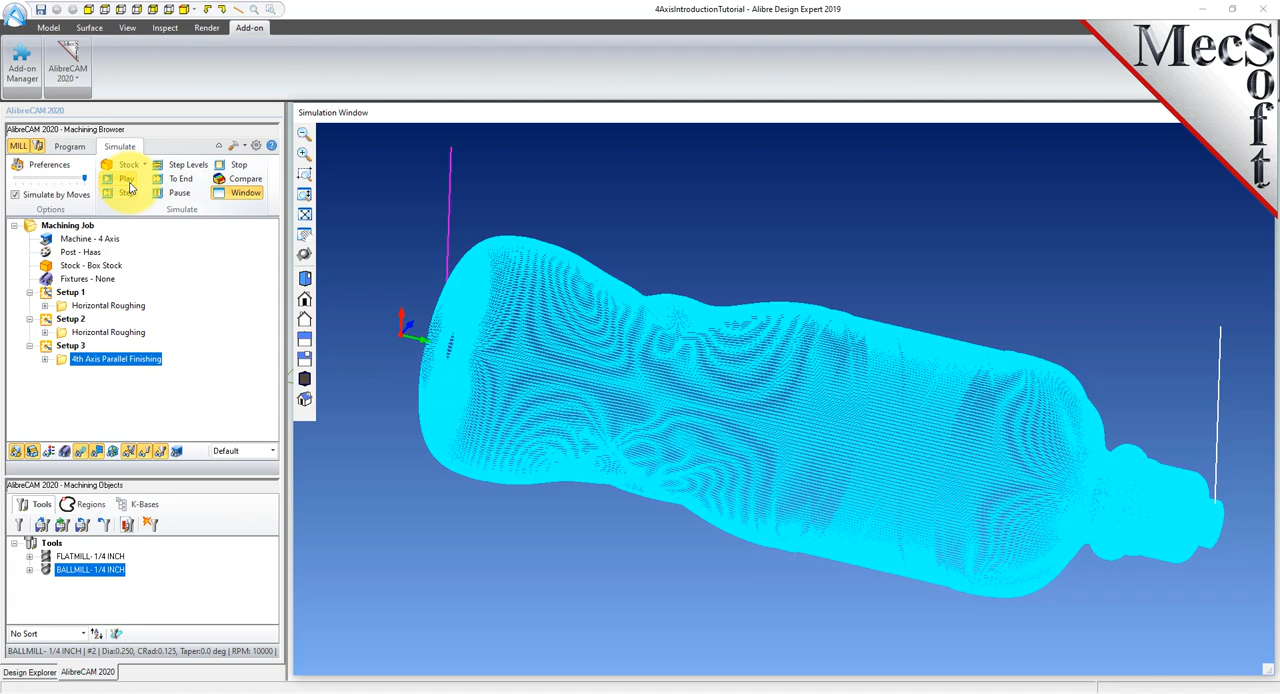 4AxisIntroductionTutorial - Alibre Design Expert 2019
Model Surface View Inspect Render Add-on
Add-on Manager
AlibreCAM 2020
MecSoft
AlibreCAM 2020
AlibreCAM 2020 - Machining Browser
MILL Program Simulate
Preferences Stock Step Levels Stop
Play To End Compare
Simulate by Moves Step Pause Window
Options Simulate
Machining Job
Machine - 4 Axis
Post - Haas
Stock - Box Stock
Fixtures - None
Setup 1
Horizontal Roughing
Setup 2
Horizontal Roughing
Setup 3
4th Axis Parallel Finishing
Default
AlibreCAM 2020 - Machining Objects
Tools Regions K-Bases
Tools
FLATMILL- 1/4 INCH
BALLMILL- 1/4 INCH
No Sort
BALLMILL- 1/4 INCH | #2 | Dia:0.250, CRad:0.125, Taper:0.0 deg | RPM: 10000 |
Design Explorer AlibreCAM 2020
Simulation Window